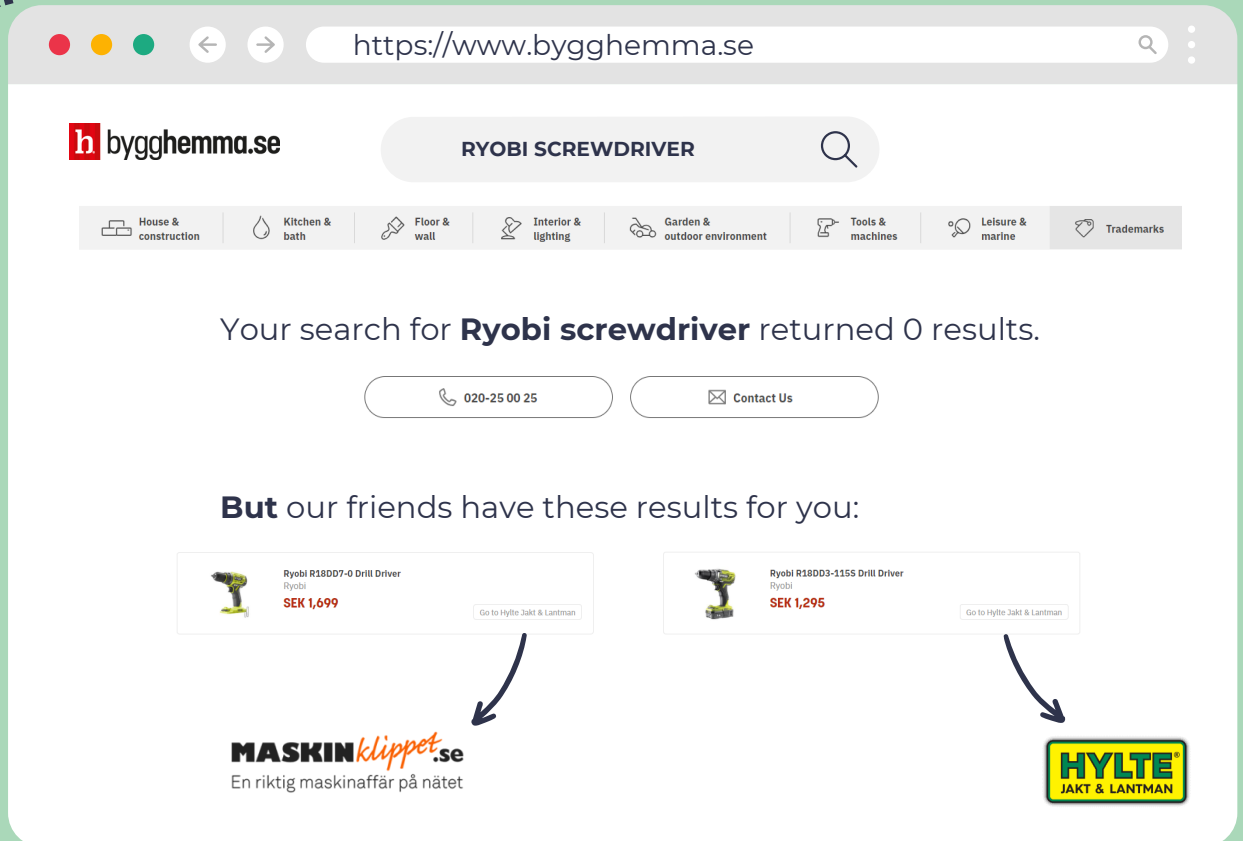 https://www.bygghemma.se
h bygghemma.se
RYOBI SCREWDRIVER
House &
construction
Kitchen &
bath
Floor &
wall
Interior &
lighting
Garden &
outdoor environment
Tools &
machines
Leisure &
marine
Trademarks
Your search for Ryobi screwdriver returned 0 results.
020-25 00 25
Contact Us
But our friends have these results for you:
Ryobi R18DD7-0 Drill Driver
Ryobi
SEK 1,699
Go to Hylte Jakt & Lantman
Ryobi R18DD3-115S Drill Driver
Ryobi
SEK 1,295
Go to Hylte Jakt & Lantman
MASKINklippet.se
En riktig maskinaffär på nätet
HYLTE®
JAKT & LANTMAN